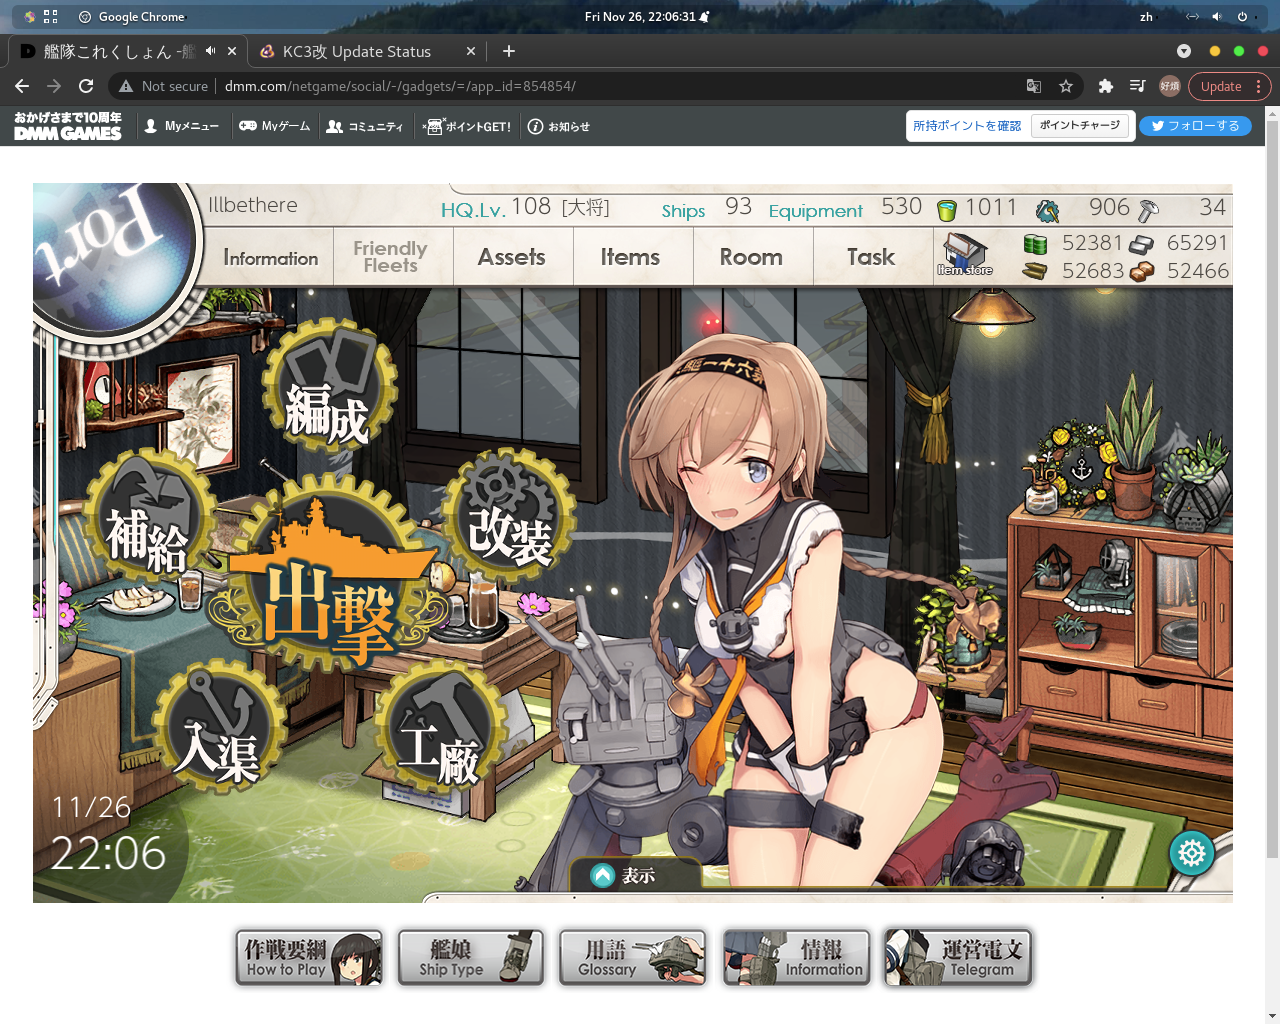 Google Chrome
Fri Nov 26, 22:06:31
zh
艦隊これくしょん -艦
KC3改 Update Status
Not secure
dmm.com/netgame/social/-/gadgets/=/app_id=854854/
好煩
Update
おかげさまで10周年
DMM GAMES
Myメニュー
Myゲーム
コミュニティ
ポイントGET!
お知らせ
所持ポイントを確認
ポイントチャージ
フォローする
Port
Illbethere
HQ.Lv. 108 [大将]
Ships 93
Equipment 530
1011
906
34
Information
Friendly
Fleets
Assets
Items
Room
Task
Item store
52381
65291
52683
52466
編成
補給
改装
出撃
入渠
工廠
11/26
22:06
表示
作戦要綱
How to Play
艦娘
Ship Type
用語
Glossary
情報
Information
運営電文
Telegram